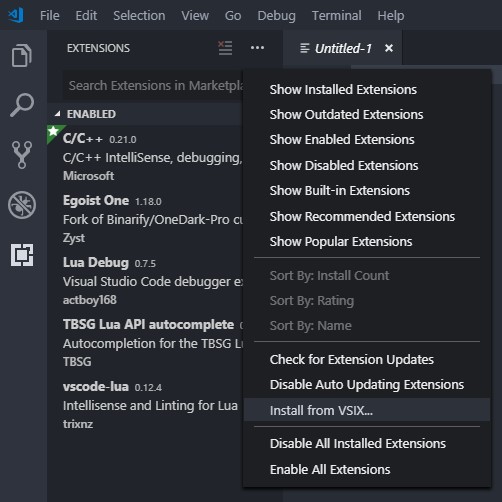 File Edit Selection View Go Debug Terminal Help
EXTENSIONS
Untitled-1
Search Extensions in Marketpla
ENABLED
C/C++ 0.21.0
C/C++ IntelliSense, debugging,
Microsoft
Egoist One 1.18.0
Fork of Binarify/OneDark-Pro cu
Zyst
Lua Debug 0.7.5
Visual Studio Code debugger ex
actboy168
TBSG Lua API autocomplete
Autocompletion for the TBSG Lu
TBSG
vscode-lua 0.12.4
Intellisense and Linting for Lua
trixnz
Show Installed Extensions
Show Outdated Extensions
Show Enabled Extensions
Show Disabled Extensions
Show Built-in Extensions
Show Recommended Extensions
Show Popular Extensions
Sort By: Install Count
Sort By: Rating
Sort By: Name
Check for Extension Updates
Disable Auto Updating Extensions
Install from VSIX...
Disable All Installed Extensions
Enable All Extensions